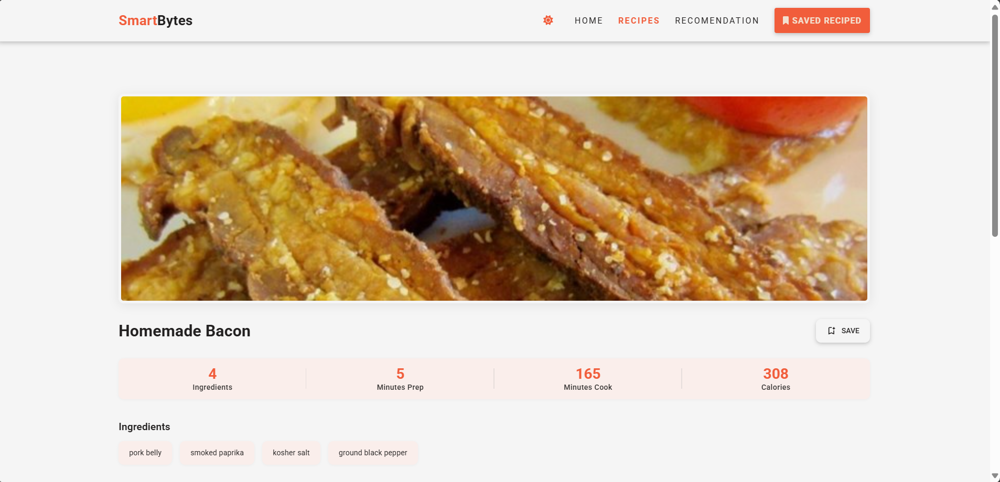 SmartBytes
HOME RECIPES RECOMENDATION SAVED RECIPED
Homemade Bacon
SAVE
4 5 165 308
Ingredients Minutes Prep Minutes Cook Calories
Ingredients
pork belly smoked paprika kosher salt ground black pepper